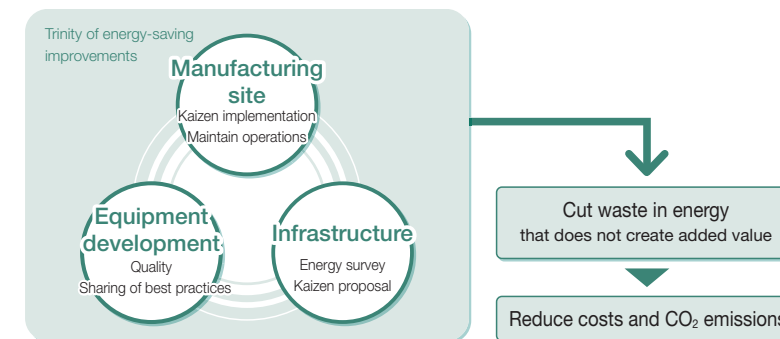 Trinity of energy-saving
improvements
Manufacturing
site
Kaizen implementation
Maintain operations
Equipment
development
Quality
Sharing of best practices
Infrastructure
Energy survey
Kaizen proposal
Cut waste in energy
that does not create added value
Reduce costs and CO₂ emissions